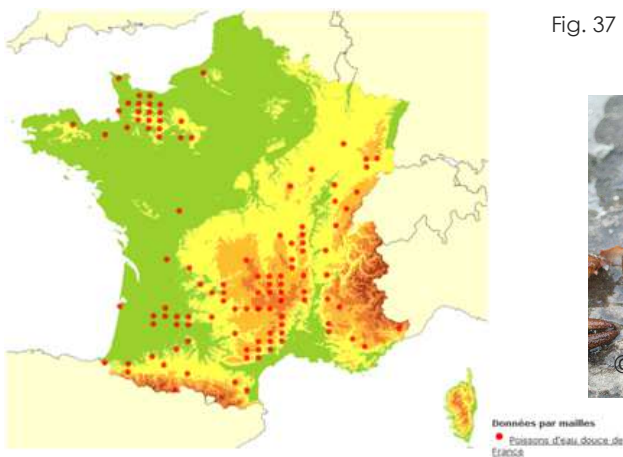 Fig. 37
©
Données par mailles
Poissons d'eau douce de
France